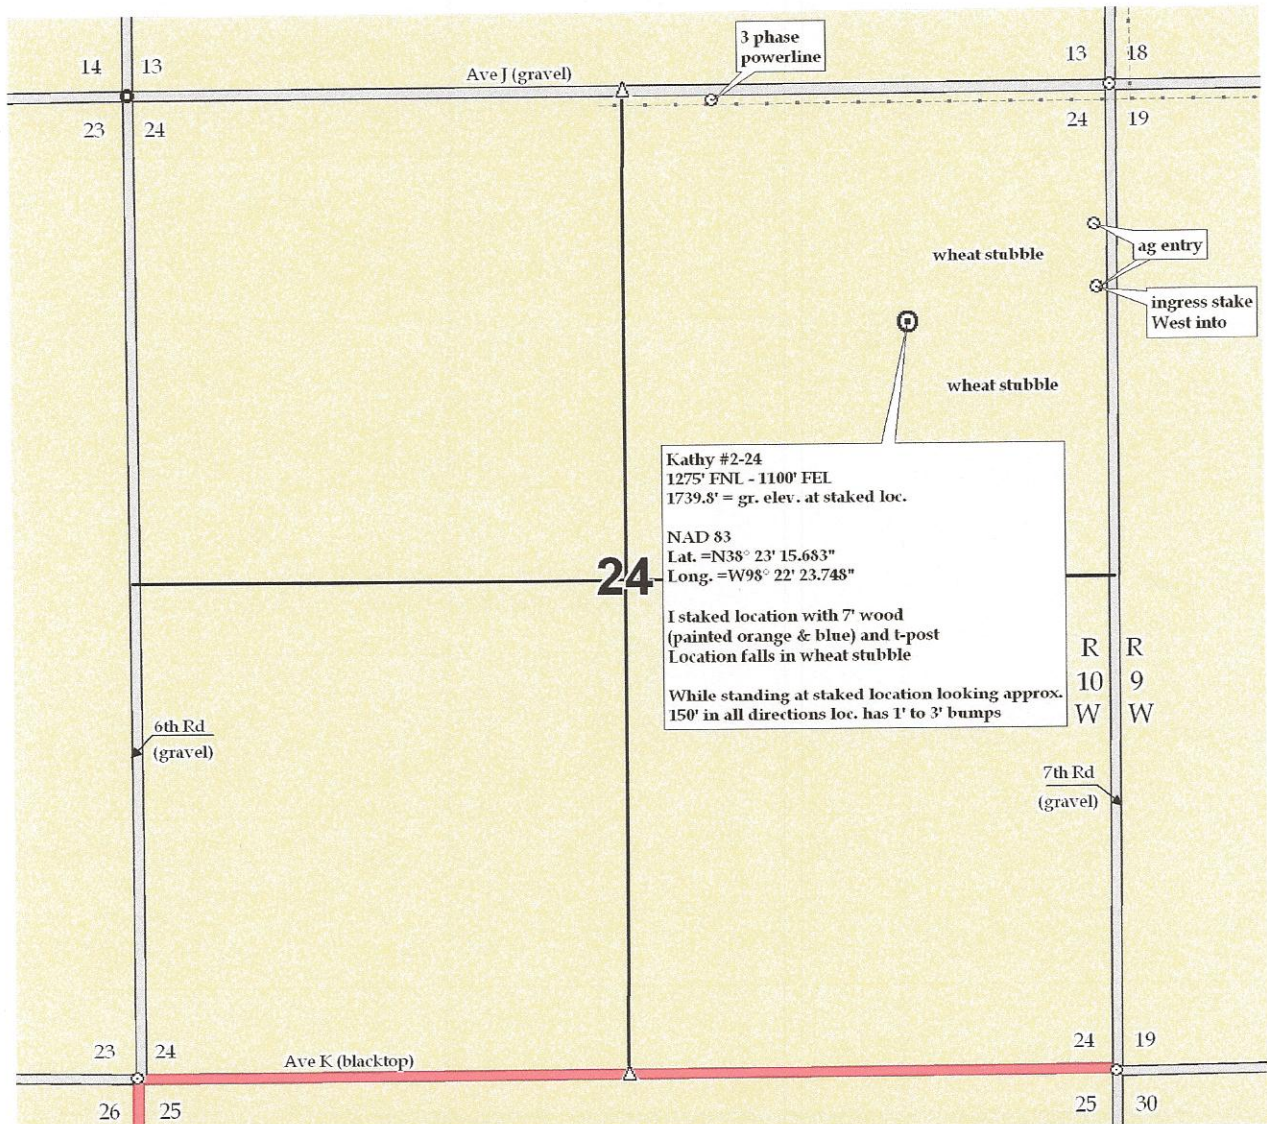 3 phase
powerline
14 13
13 18
Ave J (gravel)
23 24
24 19
ag entry
wheat stubble
ingress stake
West into
wheat stubble
Kathy #2-24
1275' FNL - 1100' FEL
1739.8' = gr. elev. at staked loc.
NAD 83
Lat. =N38° 23' 15.683"
Long. =W98° 22' 23.748"
I staked location with 7' wood
(painted orange & blue) and t-post
Location falls in wheat stubble
While standing at staked location looking approx.
150' in all directions loc. has 1' to 3' bumps
24
R R
10 9
W W
6th Rd
(gravel)
7th Rd
(gravel)
23 24
24 19
Ave K (blacktop)
26 25
25 30